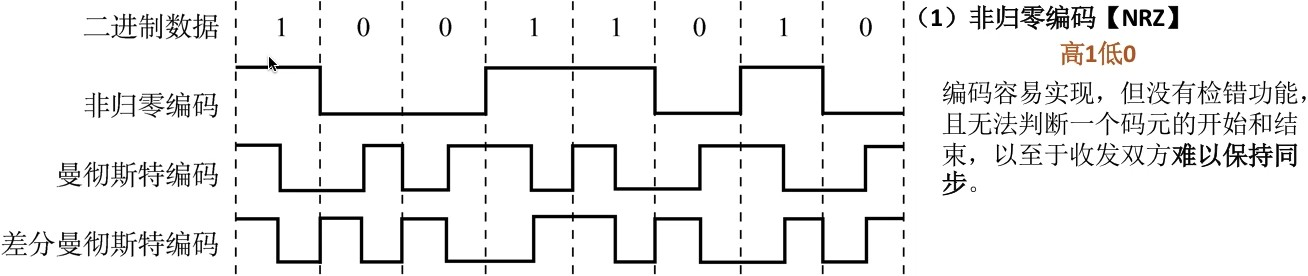 二进制数据 1 0 0 1 1 0 1 0
非归零编码
曼彻斯特编码
差分曼彻斯特编码
（1）非归零编码【NRZ】
高1低0
编码容易实现，但没有检错功能，
且无法判断一个码元的开始和结
束，以至于收发双方难以保持同
步。